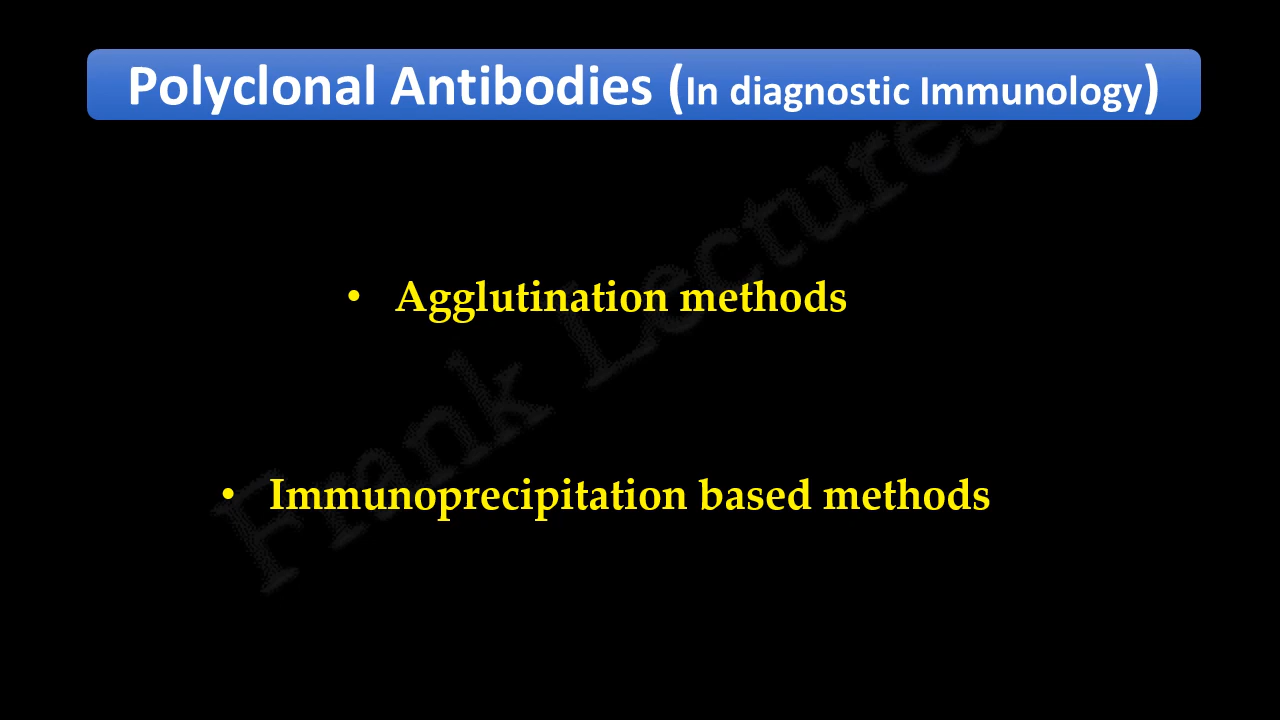 Polyclonal Antibodies (In diagnostic Immunology)
• Agglutination methods
• Immunoprecipitation based methods
Frank Lectures